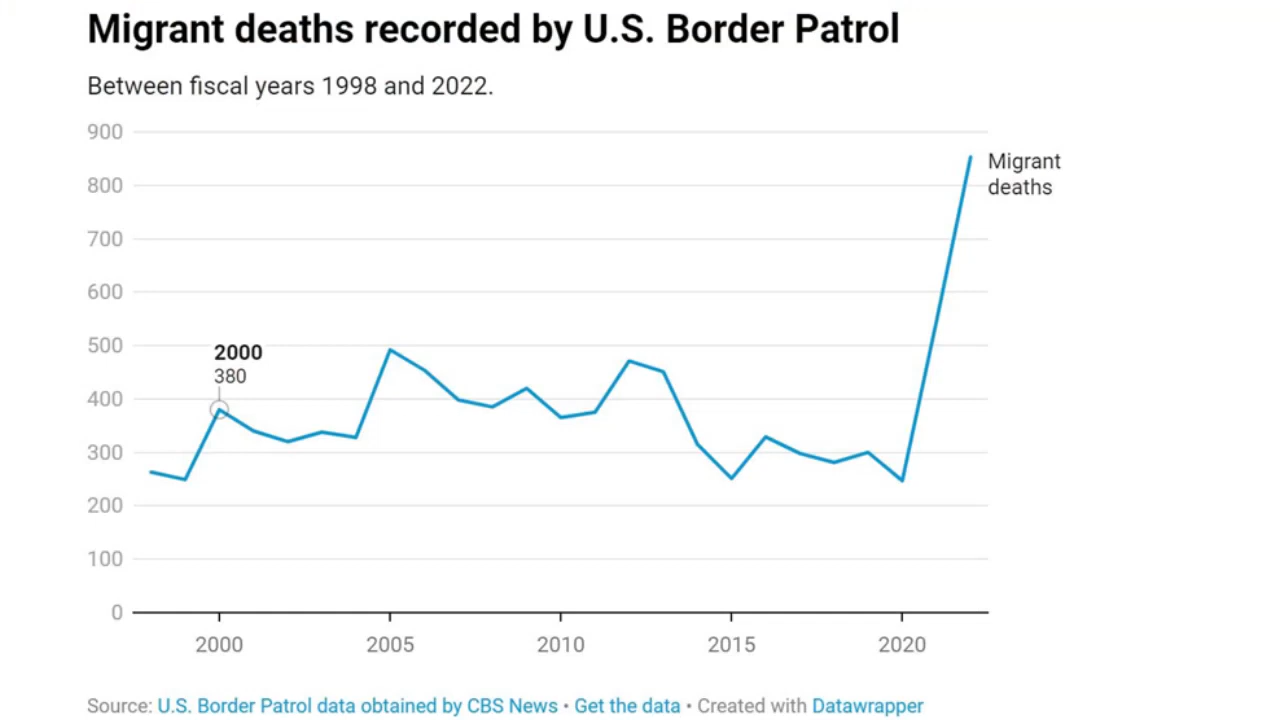 Migrant deaths recorded by U.S. Border Patrol
Between fiscal years 1998 and 2022.
900
Migrant
deaths
800
700
600
500
2000
380
400
300
200
100
0
2000 2005 2010 2015 2020
Source: U.S. Border Patrol data obtained by CBS News • Get the data • Created with Datawrapper